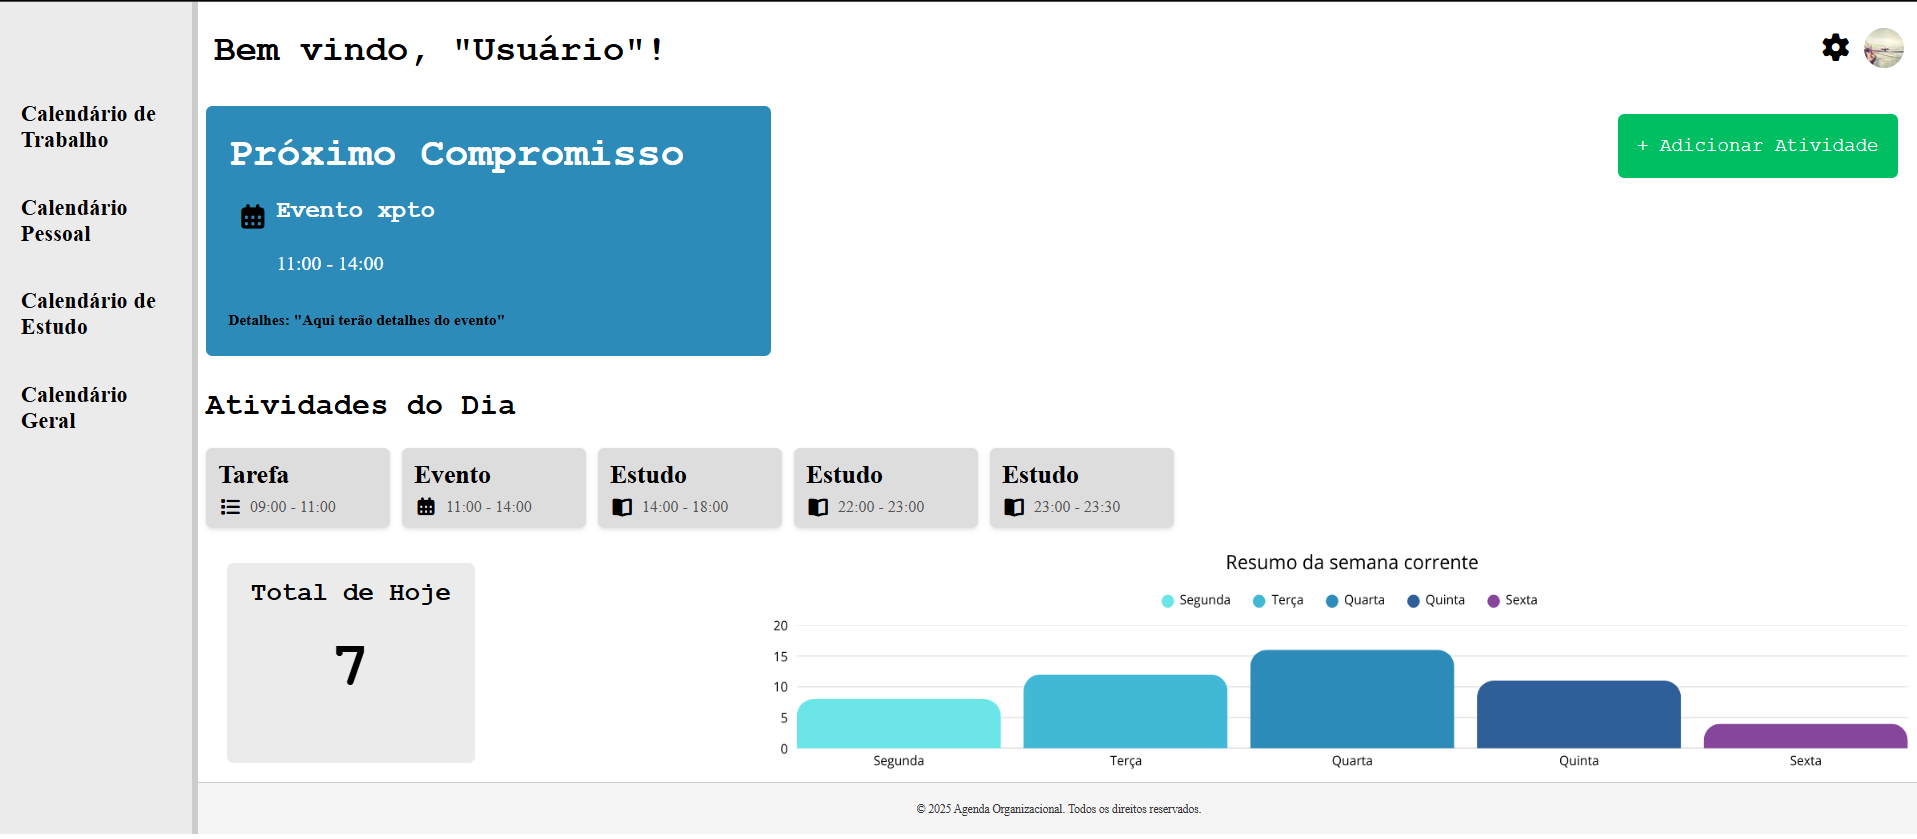 Bem vindo, "Usuário"!
Calendário de
Trabalho
Calendário
Pessoal
Calendário de
Estudo
Calendário
Geral
Próximo Compromisso
Evento xpto
11:00 - 14:00
Detalhes: "Aqui terão detalhes do evento"
+ Adicionar Atividade
Atividades do Dia
Tarefa
09:00 - 11:00
Evento
11:00 - 14:00
Estudo
14:00 - 18:00
Estudo
22:00 - 23:00
Estudo
23:00 - 23:30
Total de Hoje
7
Resumo da semana corrente
Segunda Terça Quarta Quinta Sexta
20
15
10
5
0
Segunda Terça Quarta Quinta Sexta
© 2025 Agenda Organizacional. Todos os direitos reservados.